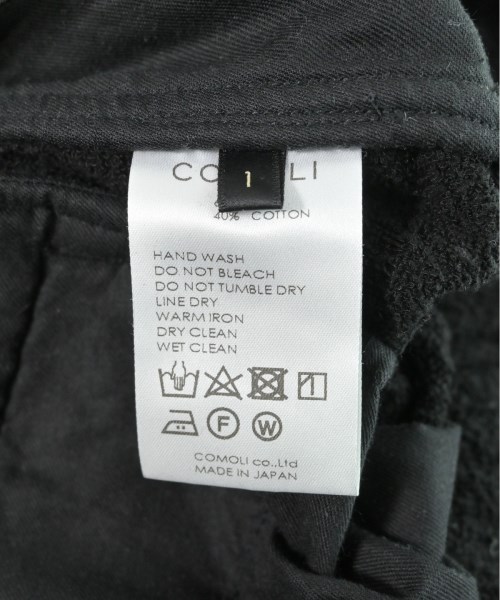 COMOLI
1
40% COTTON
HAND WASH
DO NOT BLEACH
DO NOT TUMBLE DRY
LINE DRY
WARM IRON
DRY CLEAN
WET CLEAN
F W
COMOLI co.,Ltd
MADE IN JAPAN